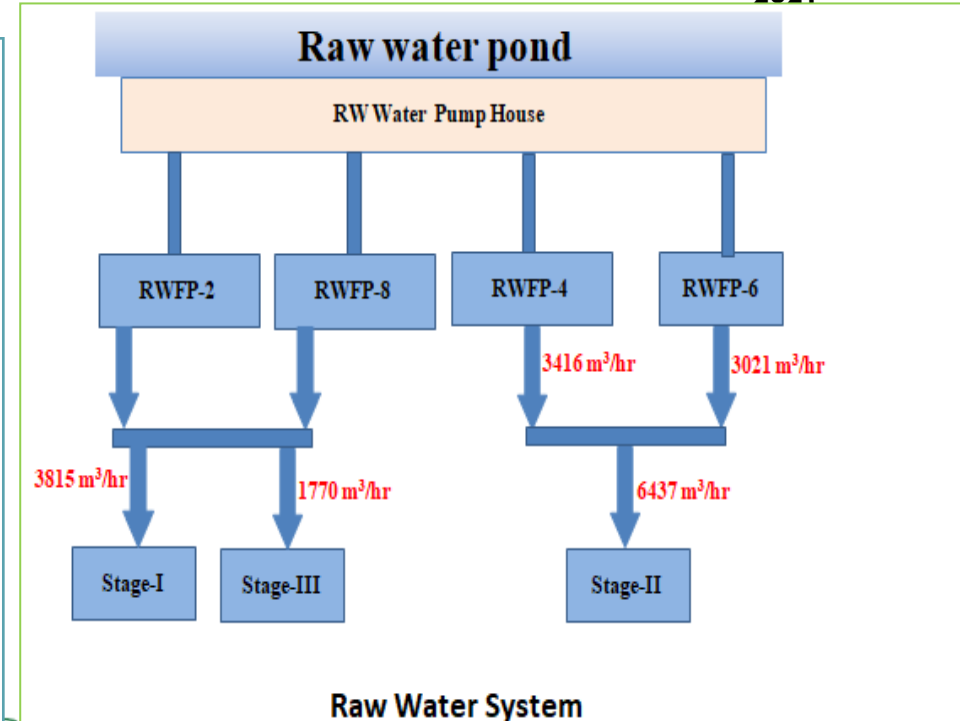 Raw water pond
RW Water Pump House
RWFP-2
RWFP-8
RWFP-4
RWFP-6
3416 m³/hr
3021 m³/hr
3815 m³/hr
1770 m³/hr
6437 m³/hr
Stage-I
Stage-III
Stage-II
Raw Water System